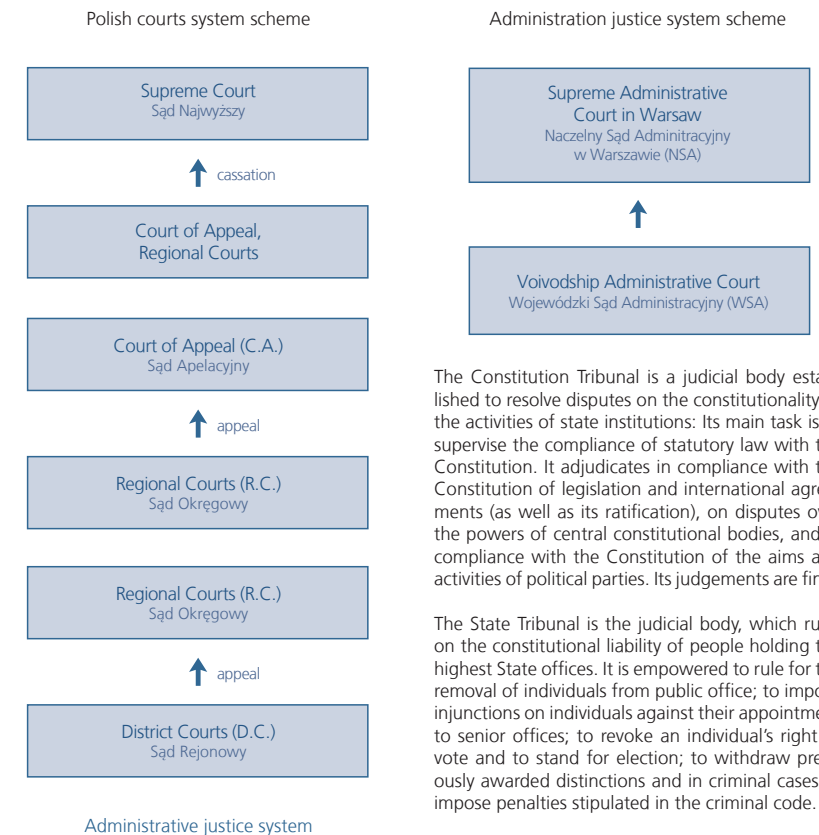 Polish courts system scheme
Supreme Court
Sąd Najwyższy
cassation
Court of Appeal,
Regional Courts
Court of Appeal (C.A.)
Sąd Apelacyjny
appeal
Regional Courts (R.C.)
Sąd Okręgowy
Regional Courts (R.C.)
Sąd Okręgowy
appeal
District Courts (D.C.)
Sąd Rejonowy
Administrative justice system
Administration justice system scheme
Supreme Administrative
Court in Warsaw
Naczelny Sąd Adminitracyjny
w Warszawie (NSA)
Voivodship Administrative Court
Wojewódzki Sąd Administracyjny (WSA)
The Constitution Tribunal is a judicial body esta
lished to resolve disputes on the constitutionality
the activities of state institutions: Its main task is
supervise the compliance of statutory law with t
Constitution. It adjudicates in compliance with t
Constitution of legislation and international agre
ments (as well as its ratification), on disputes ov
the powers of central constitutional bodies, and
compliance with the Constitution of the aims a
activities of political parties. Its judgements are fin
The State Tribunal is the judicial body, which ru
on the constitutional liability of people holding t
highest State offices. It is empowered to rule for t
removal of individuals from public office; to impo
injunctions on individuals against their appointme
to senior offices; to revoke an individual's right
vote and to stand for election; to withdraw pre
ously awarded distinctions and in criminal cases
impose penalties stipulated in the criminal code.